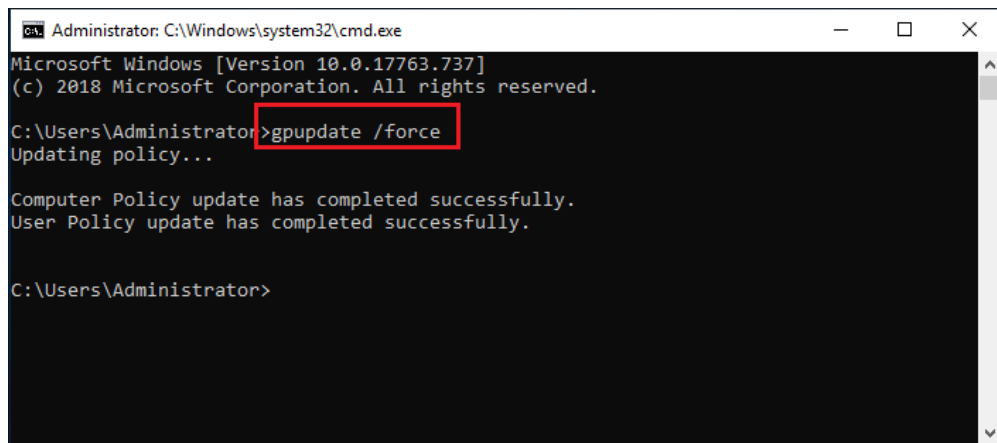 Administrator: C:\Windows\system32\cmd.exe
Microsoft Windows [Version 10.0.17763.737]
(c) 2018 Microsoft Corporation. All rights reserved.
C:\Users\Administrator>gpupdate /force
Updating policy...
Computer Policy update has completed successfully.
User Policy update has completed successfully.
C:\Users\Administrator>